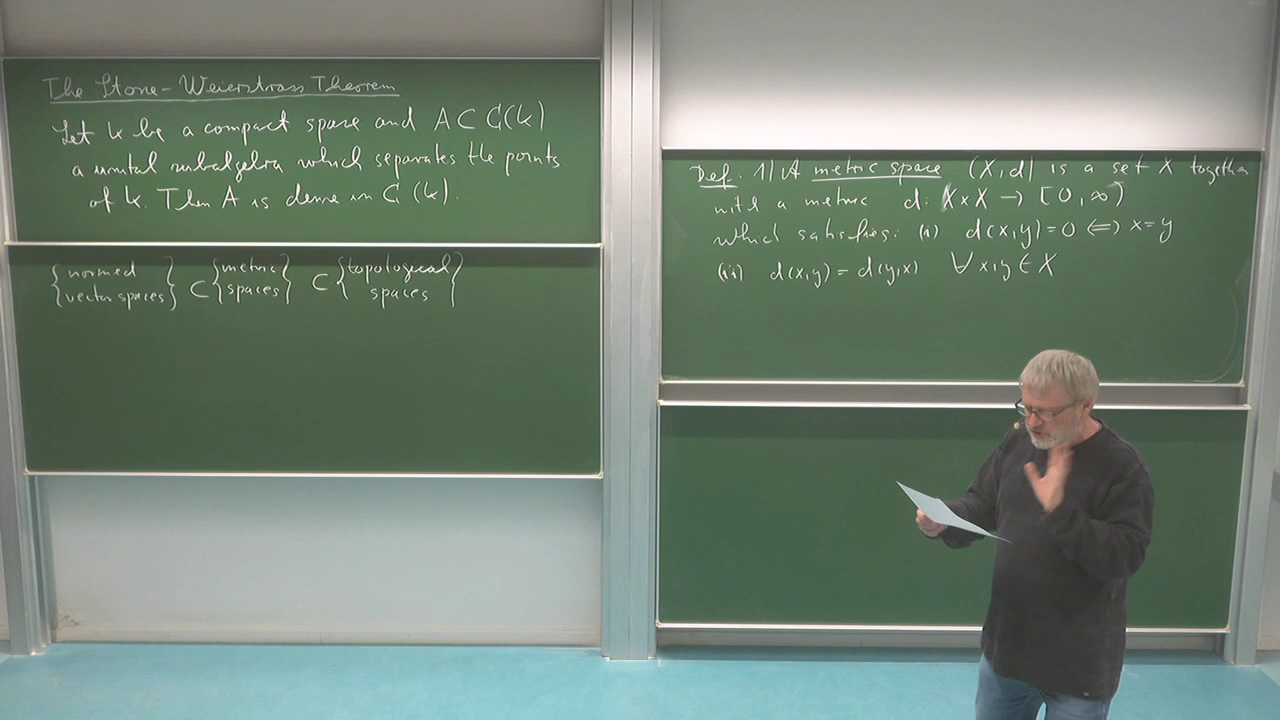 The Stone-Weierstrass Theorem
Let K be a compact space and A ⊂ C(K)
a unital subalgebra which separates the points
of K. Then A is dense in C(K).
{normed vector spaces} ⊂ {metric spaces} ⊂ {topological spaces}
Def. 1) A metric space (X,d) is a set X together
with a metric d: X×X → [0,∞)
which satisfies: (i) d(x,y)=0 ⟺ x=y
(ii) d(x,y) = d(y,x) ∀ x,y ∈ X